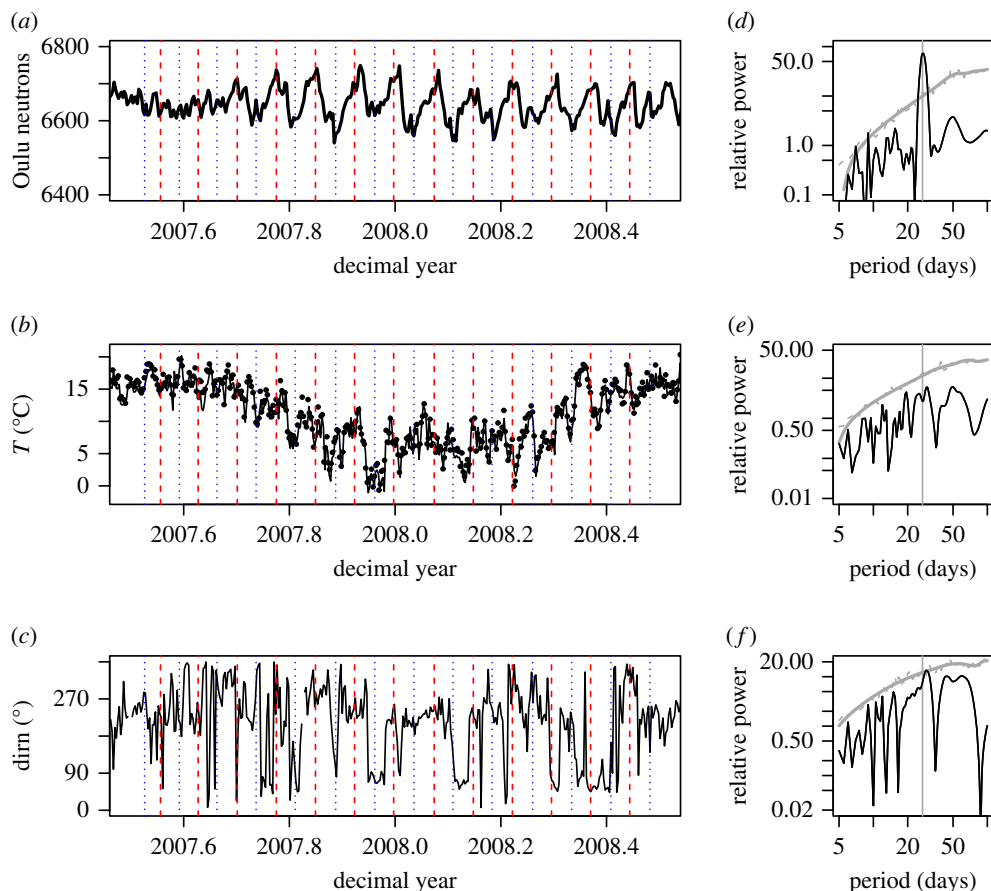 (a)
6800
6600
6400
Oulu neutrons
2007.6 2007.8 2008.0 2008.2 2008.4
decimal year
(d)
50.0
1.0
0.1
relative power
5 20 50
period (days)
(b)
15
5
0
T (°C)
2007.6 2007.8 2008.0 2008.2 2008.4
decimal year
(e)
50.00
0.50
0.01
relative power
5 20 50
period (days)
(c)
270
90
0
dirn (°)
2007.6 2007.8 2008.0 2008.2 2008.4
decimal year
(f)
20.00
0.50
0.02
relative power
5 20 50
period (days)